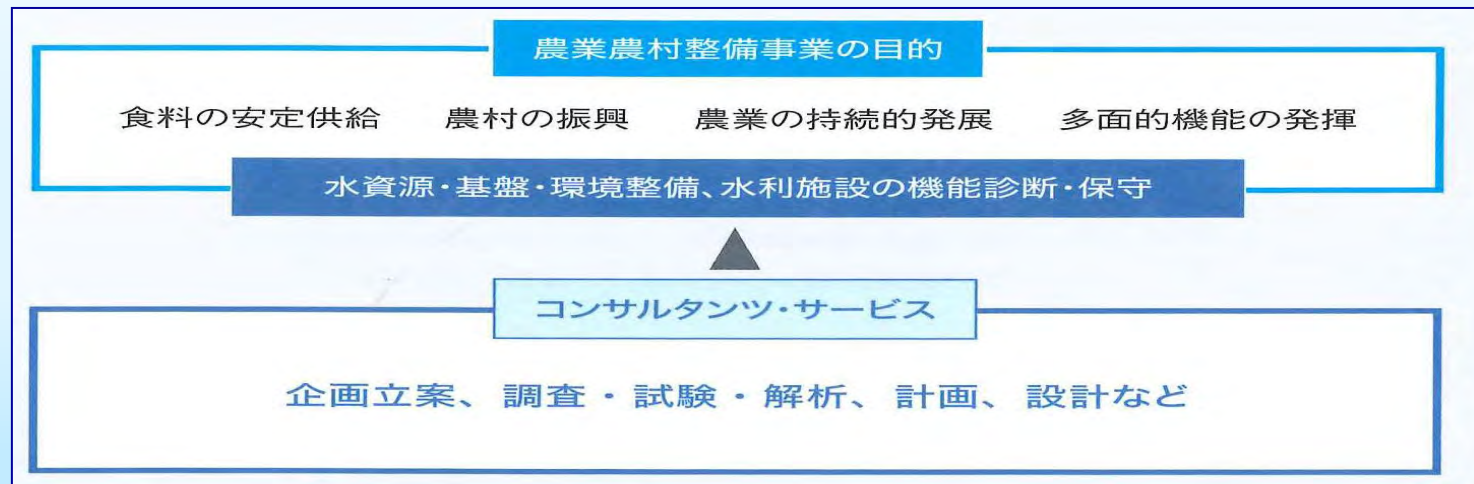 農業農村整備事業の目的
食料の安定供給 農村の振興 農業の持続的発展 多面的機能の発揮
水資源・基盤・環境整備、水利施設の機能診断・保守
コンサルタンツ・サービス
企画立案、調査・試験・解析、計画、設計など